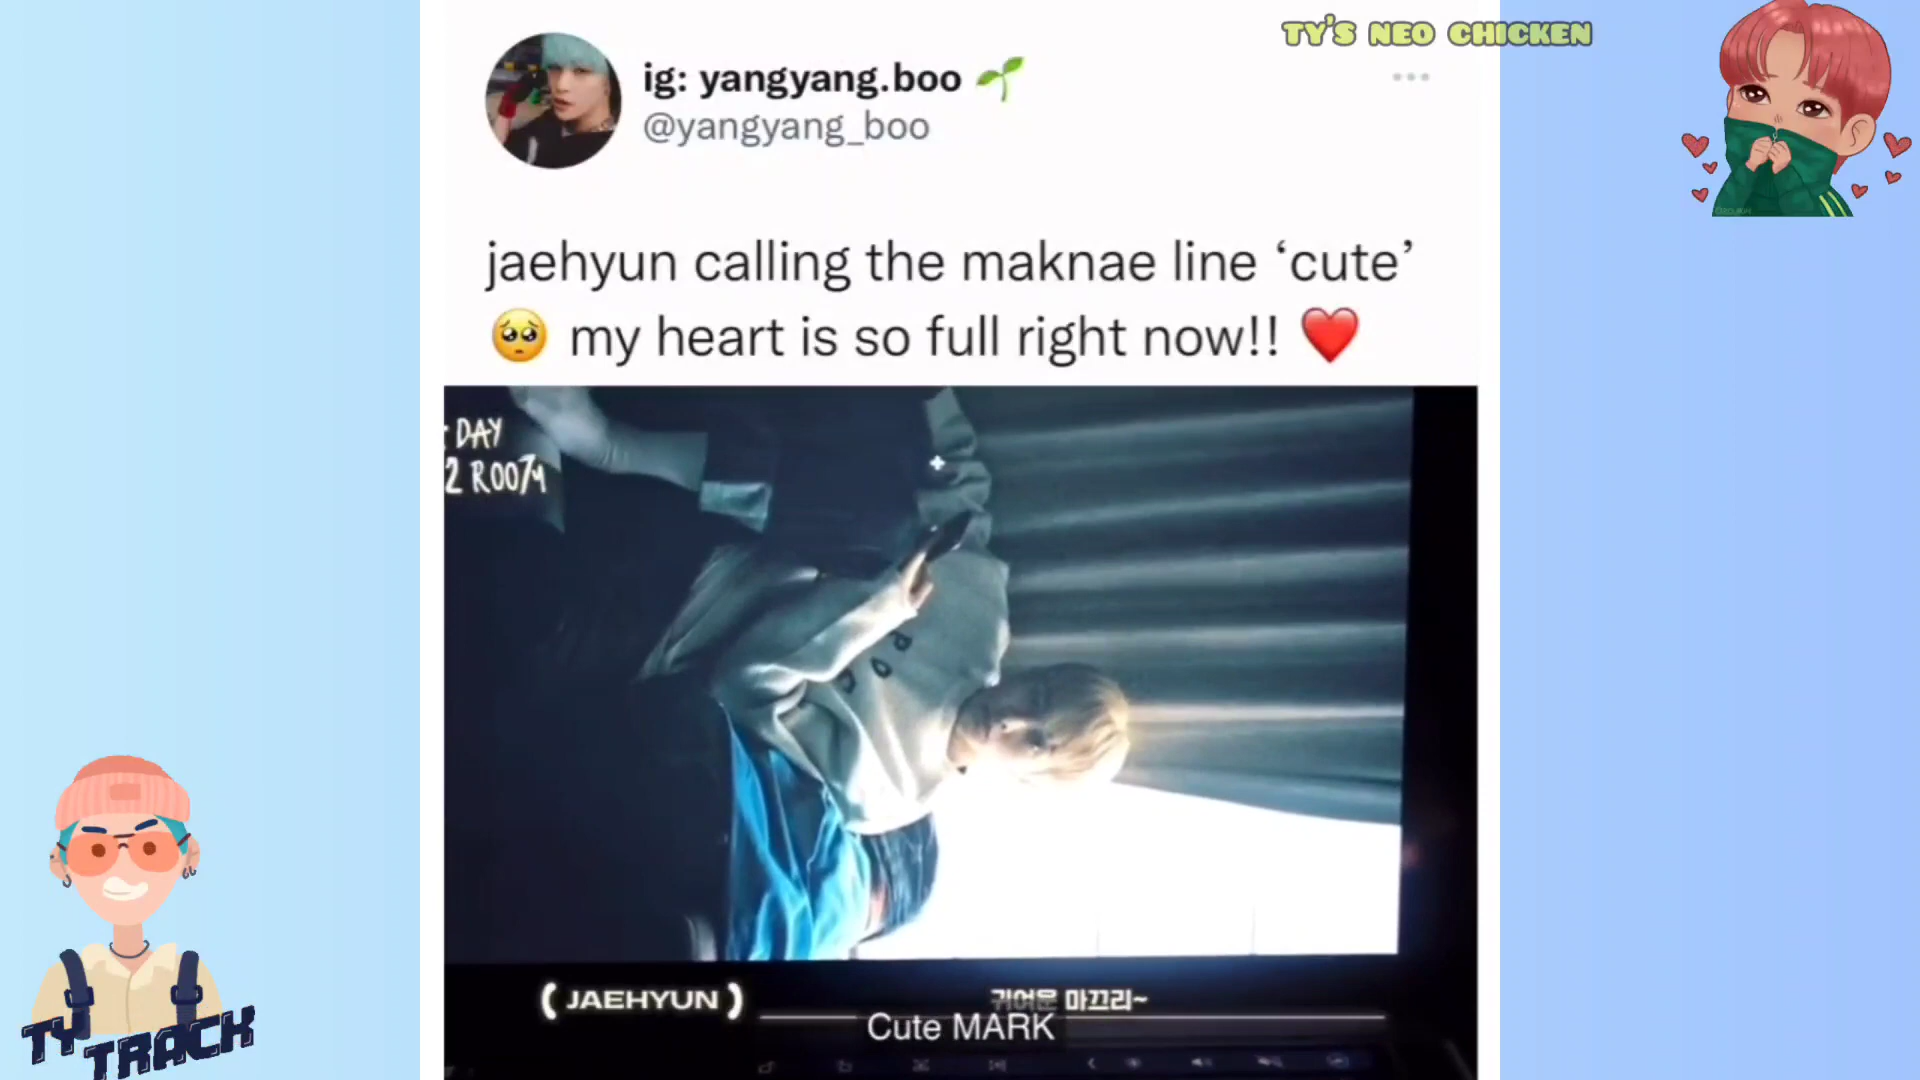 TY'S NEO CHICKEN
ig: yangyang.boo
@yangyang_boo
jaehyun calling the maknae line ‘cute’
my heart is so full right now!!
DAY
2 ROOM
( JAEHYUN )
귀여운 마끄리~
Cute MARK
TY TRACK